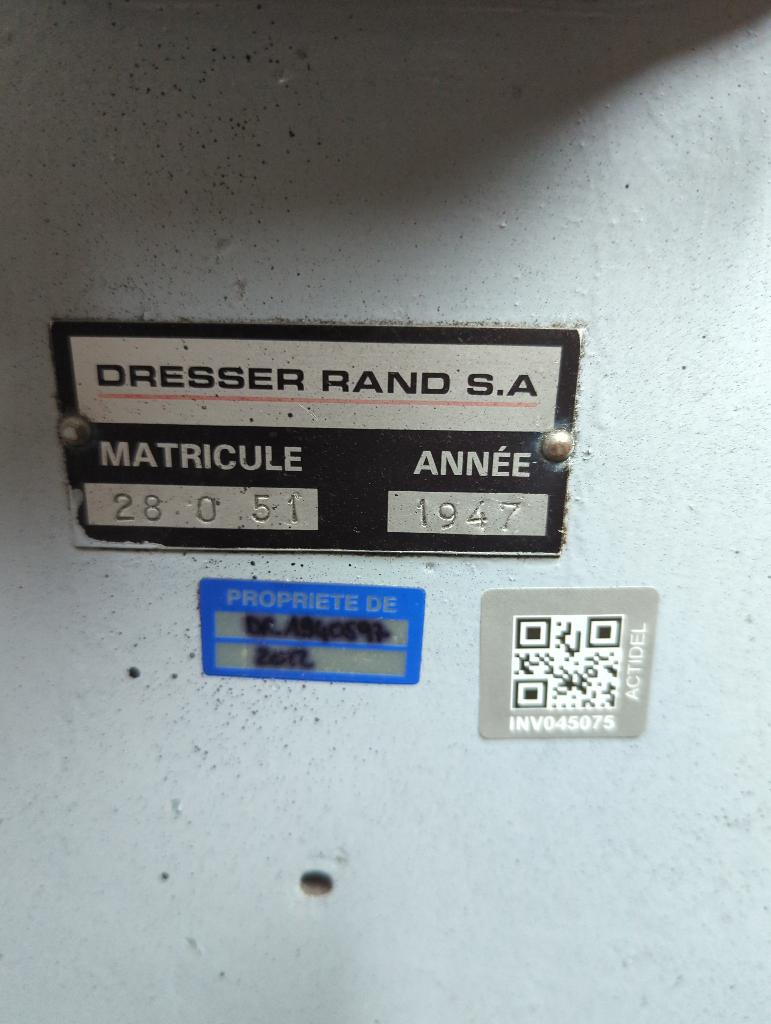 DRESSER RAND S.A
MATRICULE ANNÉE
28 0 51 1947
PROPRIETE DE
2012
ACTIDEL
INV045075